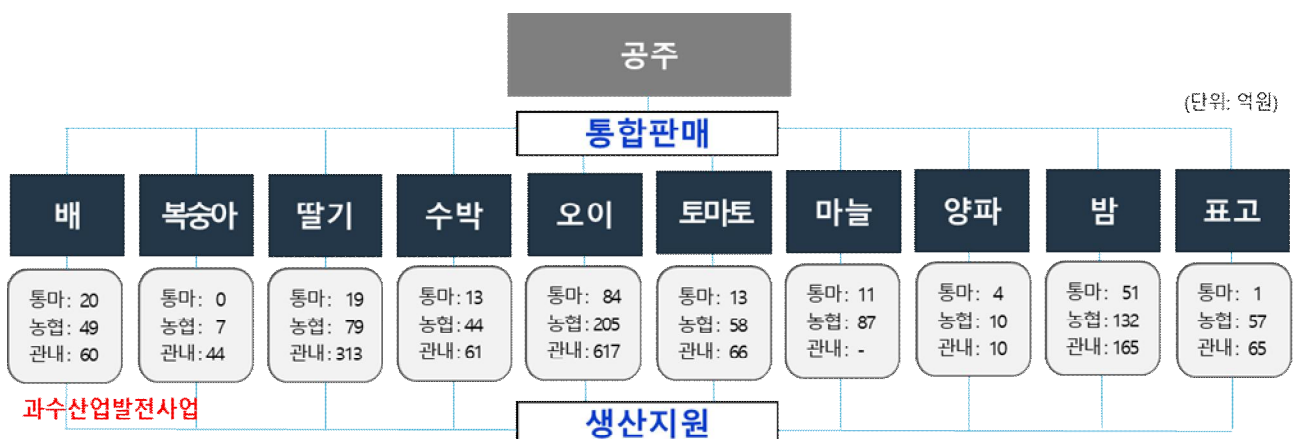 공주
(단위: 억원)
통합판매
배 복숭아 딸기 수박 오이 토마토 마늘 양파 밤 표고
통마: 20 통마: 0 통마: 19 통마: 13 통마: 84 통마: 13 통마: 11 통마: 4 통마: 51 통마: 1
농협: 49 농협: 7 농협: 79 농협: 44 농협: 205 농협: 58 농협: 87 농협: 10 농협: 132 농협: 57
관내: 60 관내: 44 관내: 313 관내: 61 관내: 617 관내: 66 관내: - 관내: 10 관내: 165 관내: 65
과수산업발전사업
생산지원